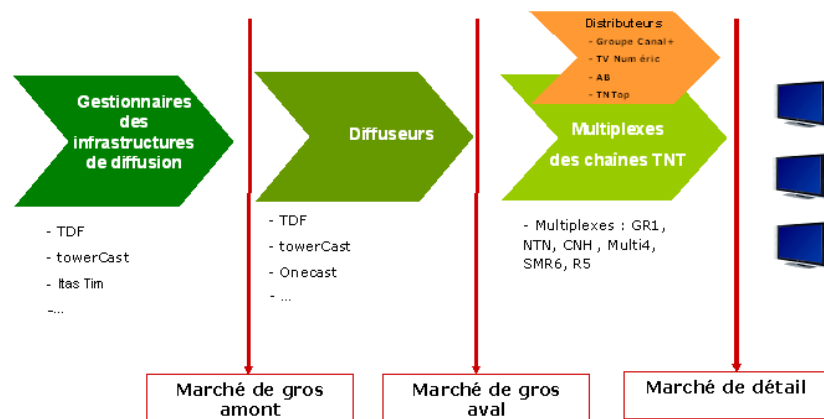 Gestionnaires
des
infrastructures
de diffusion
- TDF
- towerCast
- Itas Tim
-...
Diffuseurs
- TDF
- towerCast
- Onecast
- ...
Distributeurs
- Groupe Canal+
- TV Numéric
- AB
- TNTop
Multiplexes
des chaînes TNT
- Multiplexes : GR1,
NTN, CNH , Multi4,
SMR6, R5
Marché de gros
amont
Marché de gros
aval
Marché de détail